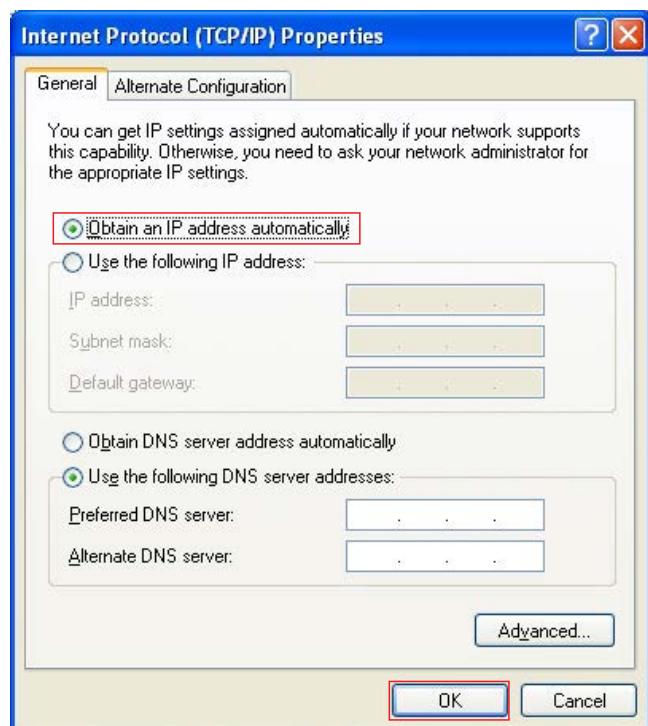 Internet Protocol (TCP/IP) Properties
General
Alternate Configuration
You can get IP settings assigned automatically if your network supports
this capability. Otherwise, you need to ask your network administrator for
the appropriate IP settings.
Obtain an IP address automatically
Use the following IP address:
IP address:
Subnet mask:
Default gateway:
Obtain DNS server address automatically
Use the following DNS server addresses:
Preferred DNS server:
Alternate DNS server:
Advanced...
OK
Cancel